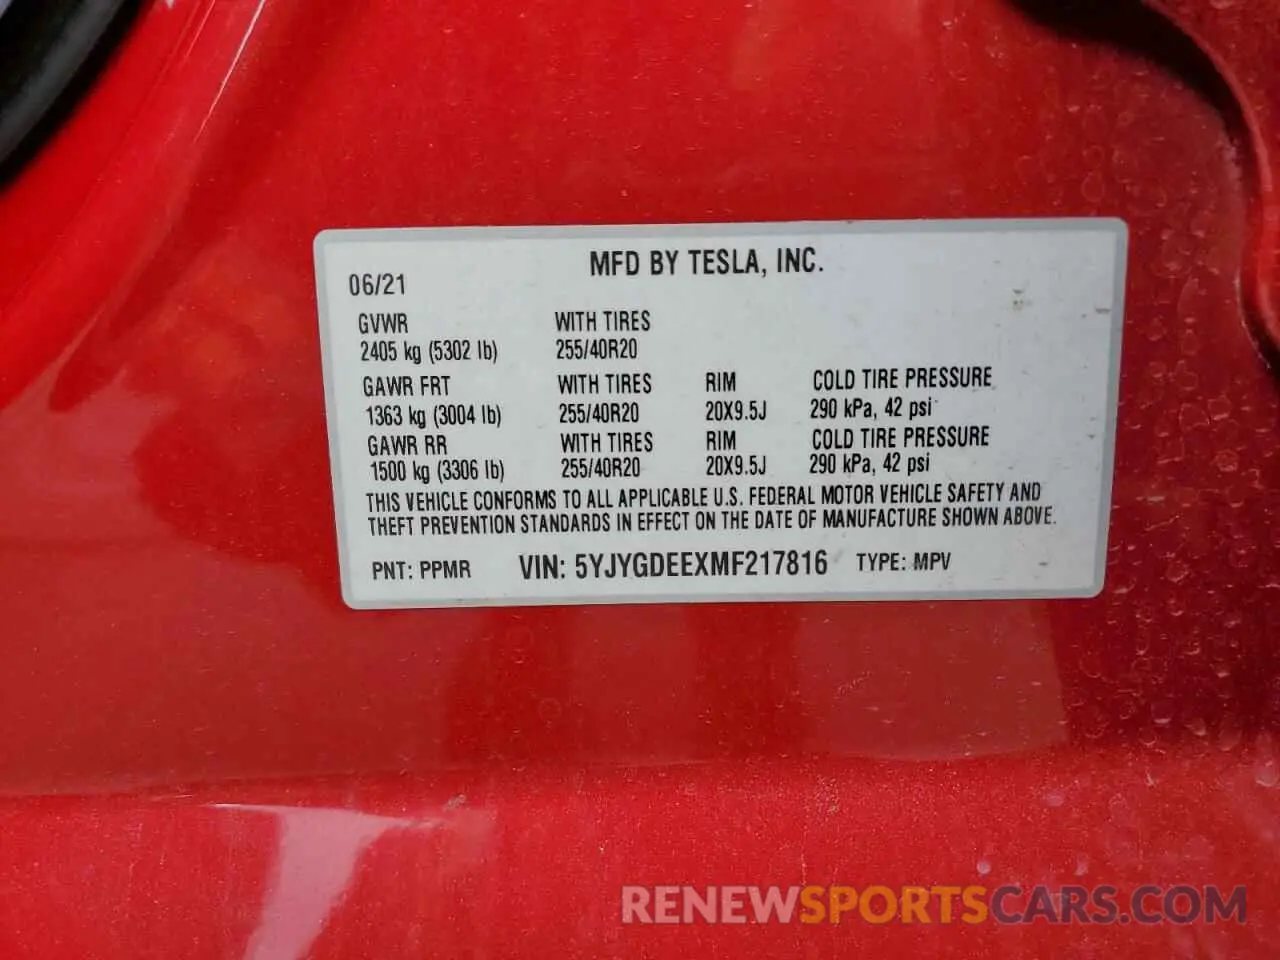 MFD BY TESLA, INC.
06/21
GVWR WITH TIRES
2405 kg (5302 lb) 255/40R20
GAWR FRT WITH TIRES RIM COLD TIRE PRESSURE
1363 kg (3004 lb) 255/40R20 20X9.5J 290 kPa, 42 psi
GAWR RR WITH TIRES RIM COLD TIRE PRESSURE
1500 kg (3306 lb) 255/40R20 20X9.5J 290 kPa, 42 psi
THIS VEHICLE CONFORMS TO ALL APPLICABLE U.S. FEDERAL MOTOR VEHICLE SAFETY AND
THEFT PREVENTION STANDARDS IN EFFECT ON THE DATE OF MANUFACTURE SHOWN ABOVE.
PNT: PPMR VIN: 5YJYGDEEXMF217816 TYPE: MPV
RENEWSPORTSCARS.COM